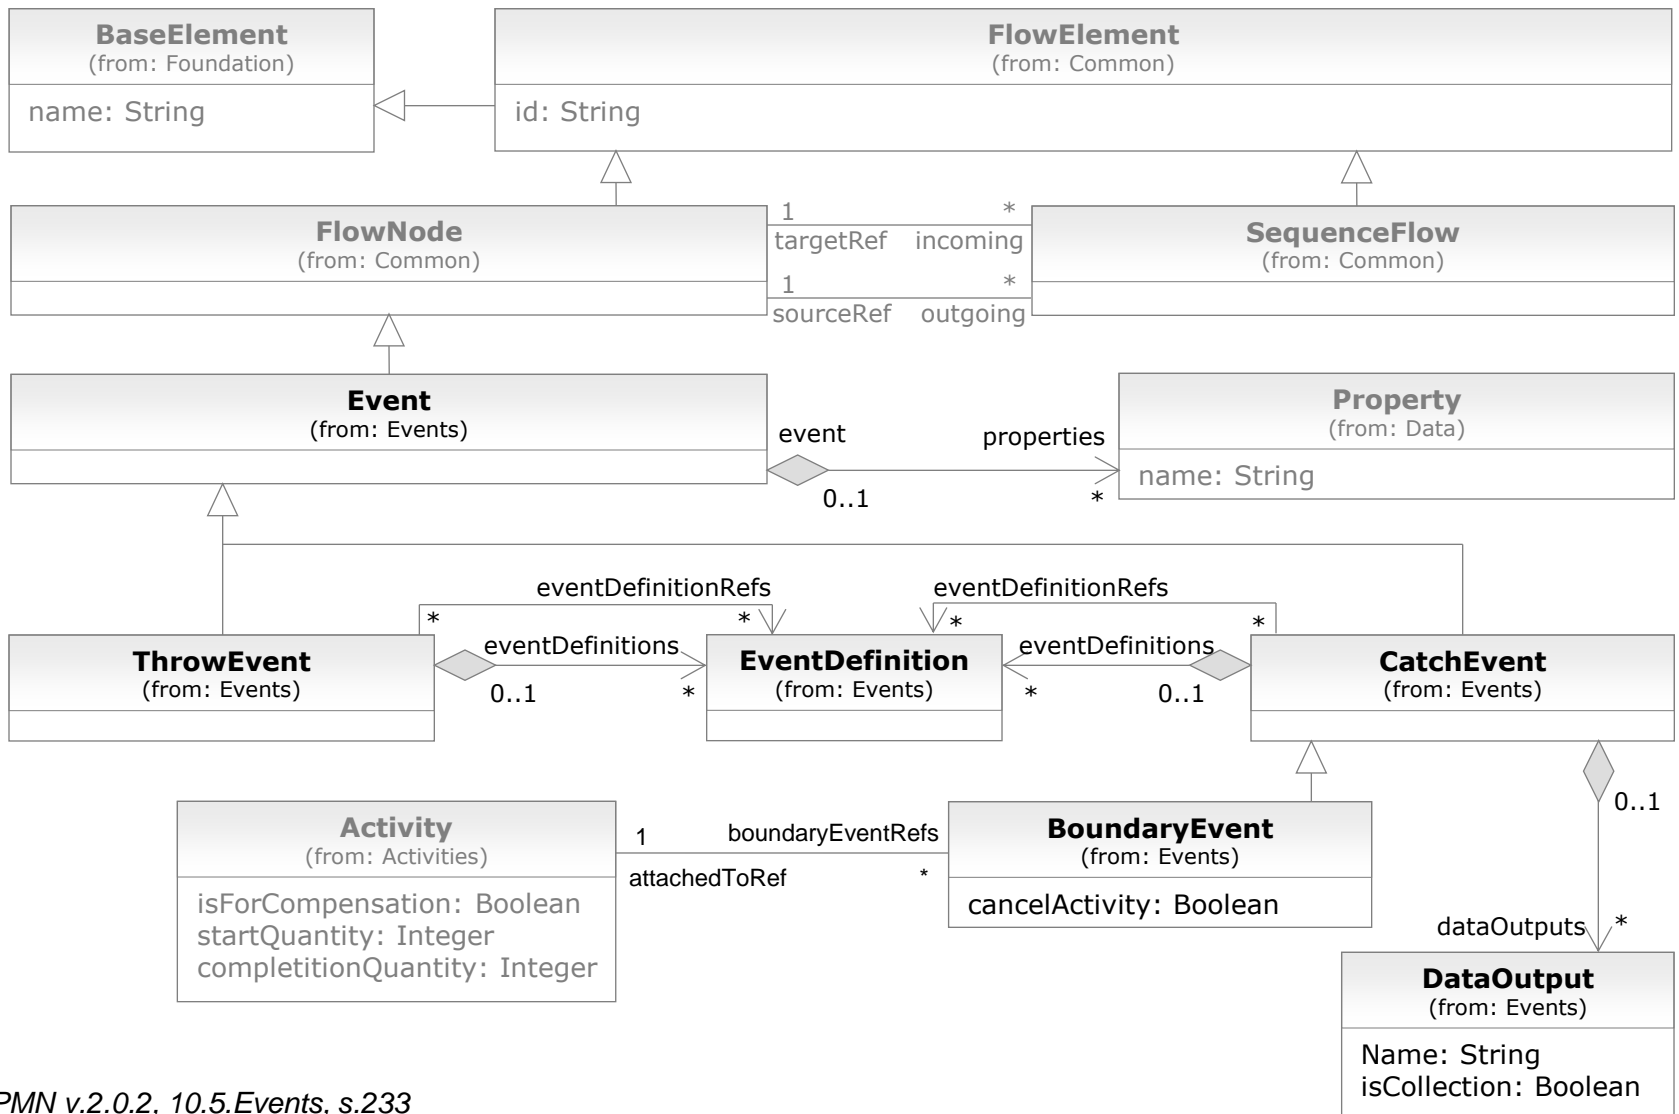 BaseElement
(from: Foundation)
name: String
FlowElement
(from: Common)
id: String
FlowNode
(from: Common)
1
*
targetRef
incoming
1
*
sourceRef
outgoing
SequenceFlow
(from: Common)
Event
(from: Events)
event
properties
0..1
*
Property
(from: Data)
name: String
eventDefinitionRefs
*
*
eventDefinitionRefs
*
*
ThrowEvent
(from: Events)
eventDefinitions
0..1
*
EventDefinition
(from: Events)
eventDefinitions
*
0..1
CatchEvent
(from: Events)
0..1
Activity
(from: Activities)
isForCompensation: Boolean
startQuantity: Integer
completitionQuantity: Integer
1
boundaryEventRefs
attachedToRef
*
BoundaryEvent
(from: Events)
cancelActivity: Boolean
dataOutputs
*
DataOutput
(from: Events)
Name: String
isCollection: Boolean
PMN v.2.0.2, 10.5.Events, s.233